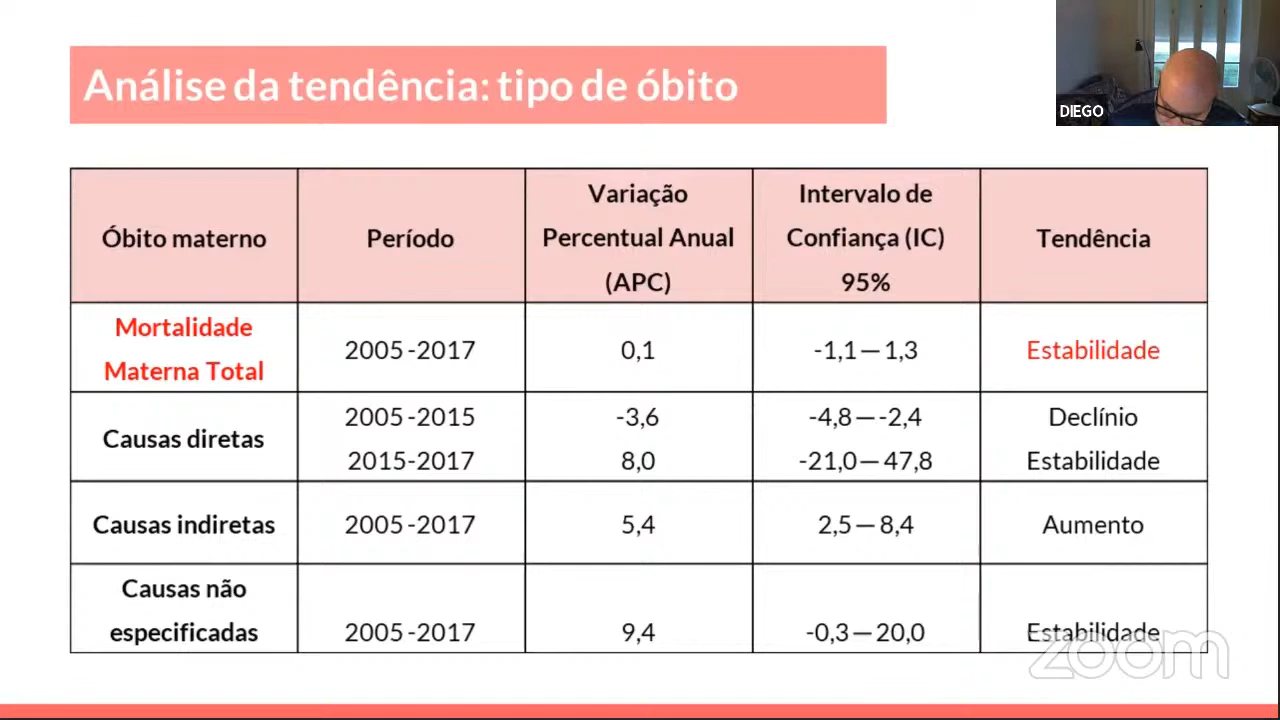 Análise da tendência: tipo de óbito
DIEGO
Óbito materno
Período
Variação
Percentual Anual
(APC)
Intervalo de
Confiança (IC)
95%
Tendência
Mortalidade
Materna Total
2005 -2017
0,1
-1,1 — 1,3
Estabilidade
Causas diretas
2005 -2015
-3,6
-4,8 — -2,4
Declínio
2015-2017
8,0
-21,0 — 47,8
Estabilidade
Causas indiretas
2005 -2017
5,4
2,5 — 8,4
Aumento
Causas não
especificadas
2005 -2017
9,4
-0,3 — 20,0
Estabilidade
zoom